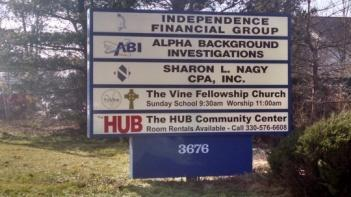 INDEPENDENCE
FINANCIAL GROUP
ABI
ALPHA BACKGROUND
INVESTIGATIONS
SHARON L. NAGY
CPA, INC.
The Vine Fellowship Church
Sunday School 9:30am Worship 11:00am
HUB The HUB Community Center
Room Rentals Available - Call 330-576-6608
3676